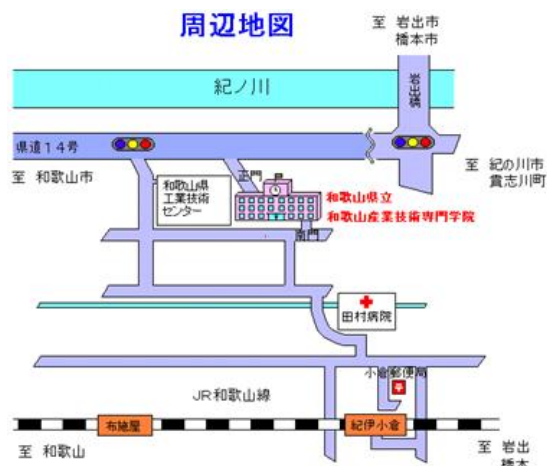 周辺地図
至 岩出市
橋本市
紀ノ川
岩出橋
県道14号
至 和歌山市
和歌山県
工業技術
センター
正門
至 紀の川市
貴志川町
和歌山県立
和歌山産業技術専門学院
南門
田村病院
小倉郵便局
JR和歌山線
布施屋
紀伊小倉
至 和歌山
至 岩出
橋本